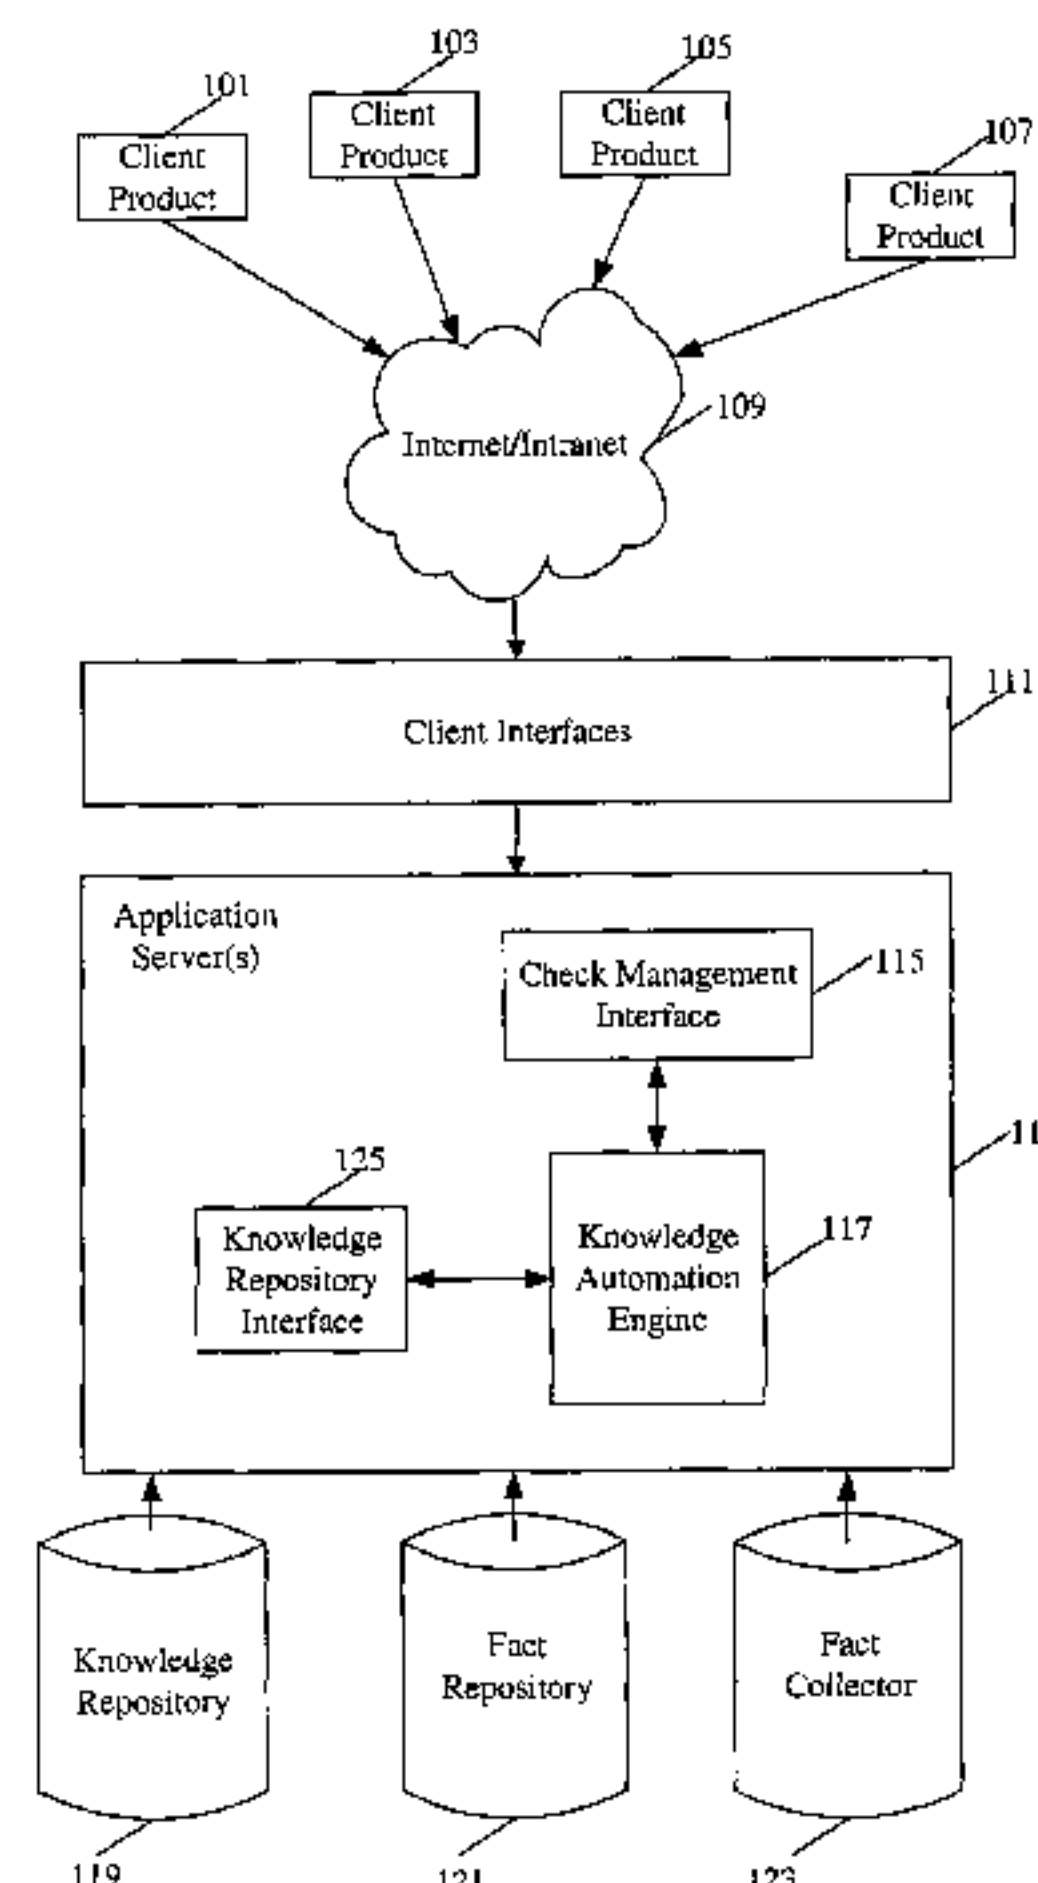 103
105
101
107
Client
Product
Client
Product
Client
Product
Client
Product
109
Internet/Intranet
111
Client Interfaces
Application
Server(s)
Check Management
Interface
115
11
125
Knowledge
Repository
Interface
Knowledge
Automation
Engine
117
Knowledge
Repository
Fact
Repository
Fact
Collector
119
121
123